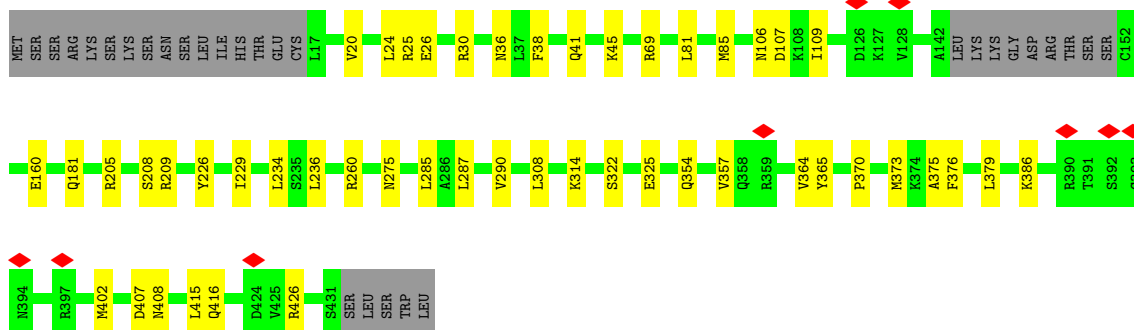 MET SER SER ARG LYS SER LYS SER ASN SER LEU ILE HIS THR GLU CYS L17 V20 L24 R25 E26 R30 N36 L37 F38 Q41 K45 R69 L81 M85 N106 D107 K108 I109 D126 K127 V128 A142 LEU LYS LYS GLY ASP ARG THR SER SER C152
E160 Q181 R205 S208 R209 Y226 I229 L234 S235 L236 R260 N275 L285 A286 L287 V290 L308 K314 S322 E325 Q354 V357 Q358 R359 V364 Y365 P370 M373 K374 A375 F376 L379 K386 R390 T391 S392
N394 R397 M402 D407 N408 L415 Q416 D424 V425 R426 S431 SER LEU SER TRP LEU